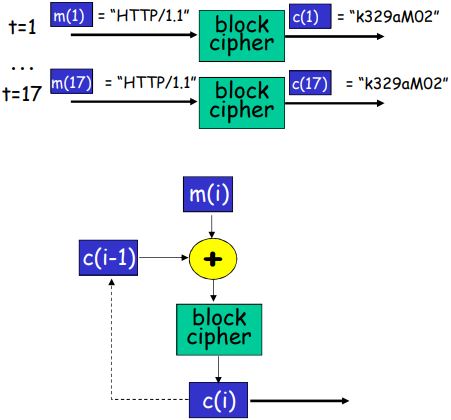 t=1 m(1) = “HTTP/1.1” block cipher c(1) = “k329aM02”
...
t=17 m(17) = “HTTP/1.1” block cipher c(17) = “k329aM02”
m(i)
c(i-1) +
block
cipher
c(i)